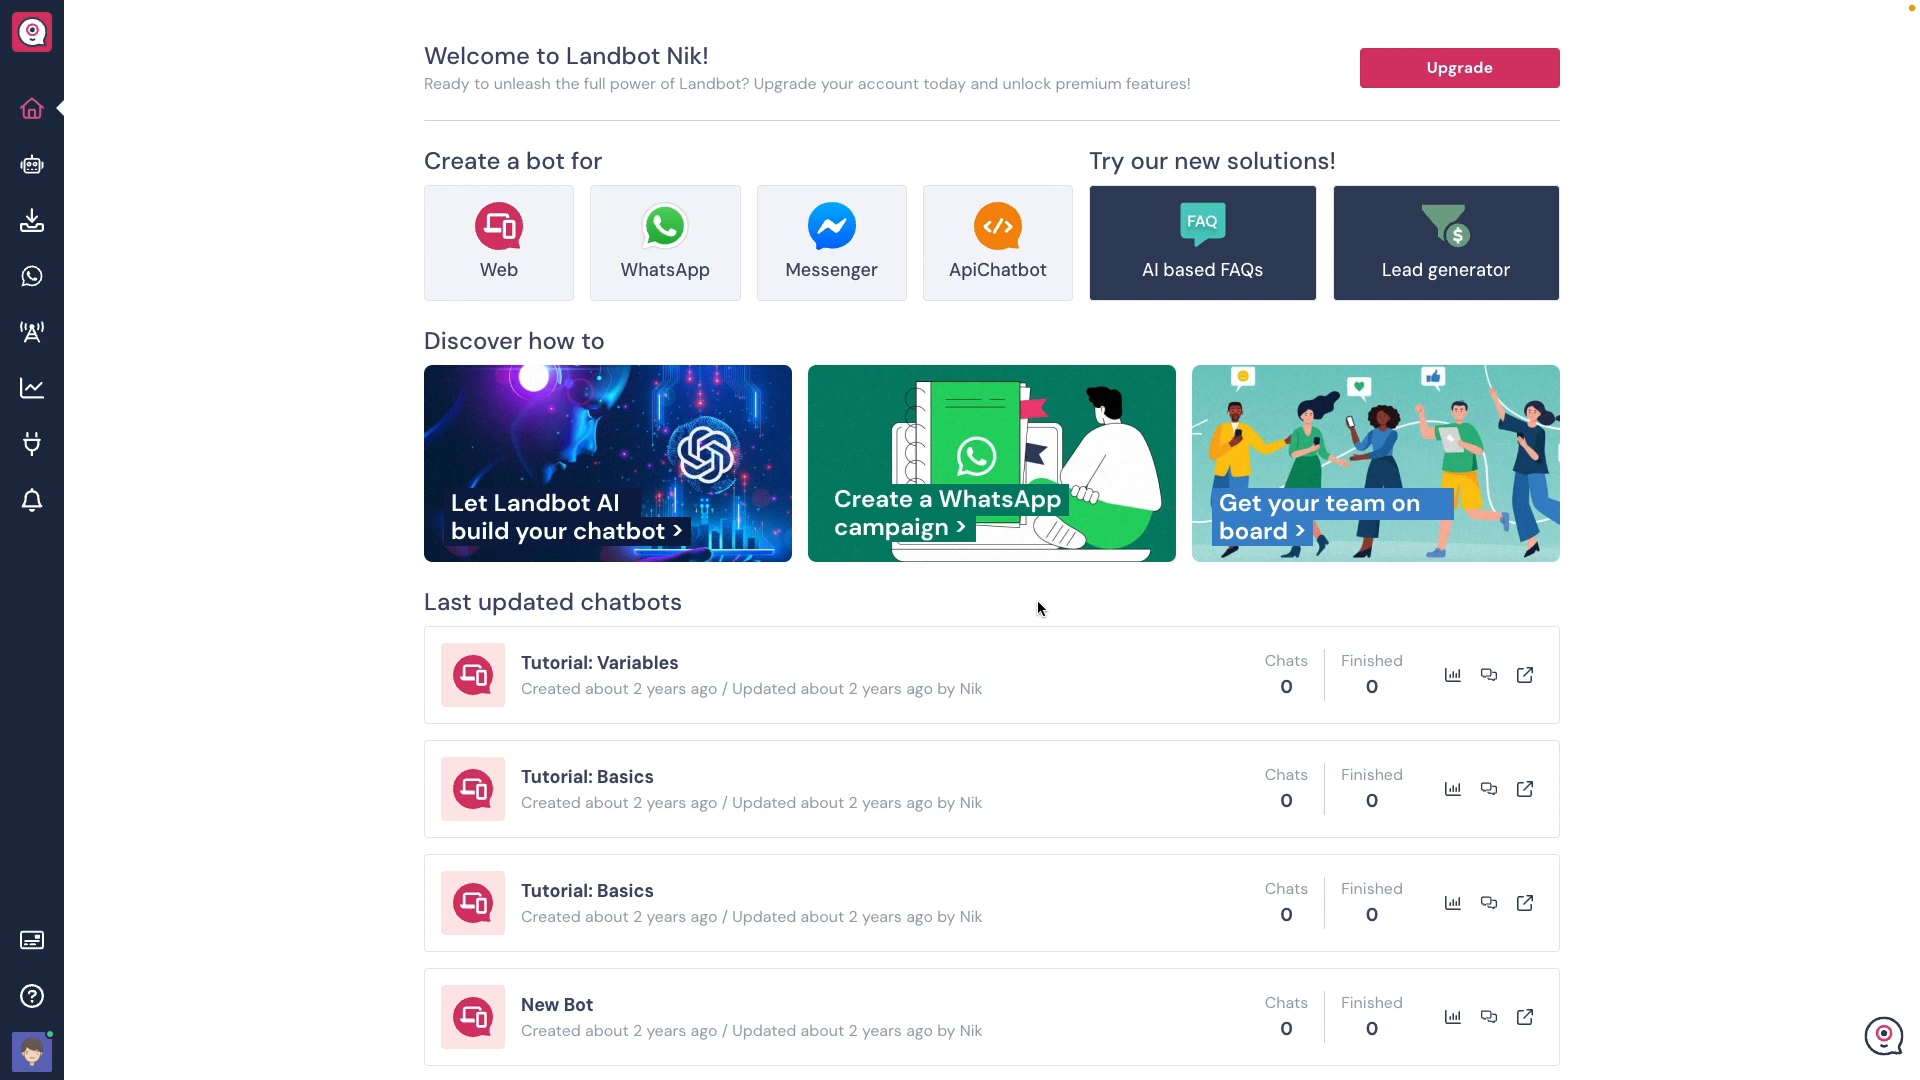 Welcome to Landbot Nik!
Ready to unleash the full power of Landbot? Upgrade your account today and unlock premium features!
Upgrade
Create a bot for
Web
WhatsApp
Messenger
ApiChatbot
Try our new solutions!
FAQ
AI based FAQs
$
Lead generator
Discover how to
Let Landbot AI
build your chatbot >
Create a WhatsApp
campaign >
Get your team on
board >
Last updated chatbots
Tutorial: Variables
Created about 2 years ago / Updated about 2 years ago by Nik
Chats
0
Finished
0
Tutorial: Basics
Created about 2 years ago / Updated about 2 years ago by Nik
Chats
0
Finished
0
Tutorial: Basics
Created about 2 years ago / Updated about 2 years ago by Nik
Chats
0
Finished
0
New Bot
Created about 2 years ago / Updated about 2 years ago by Nik
Chats
0
Finished
0